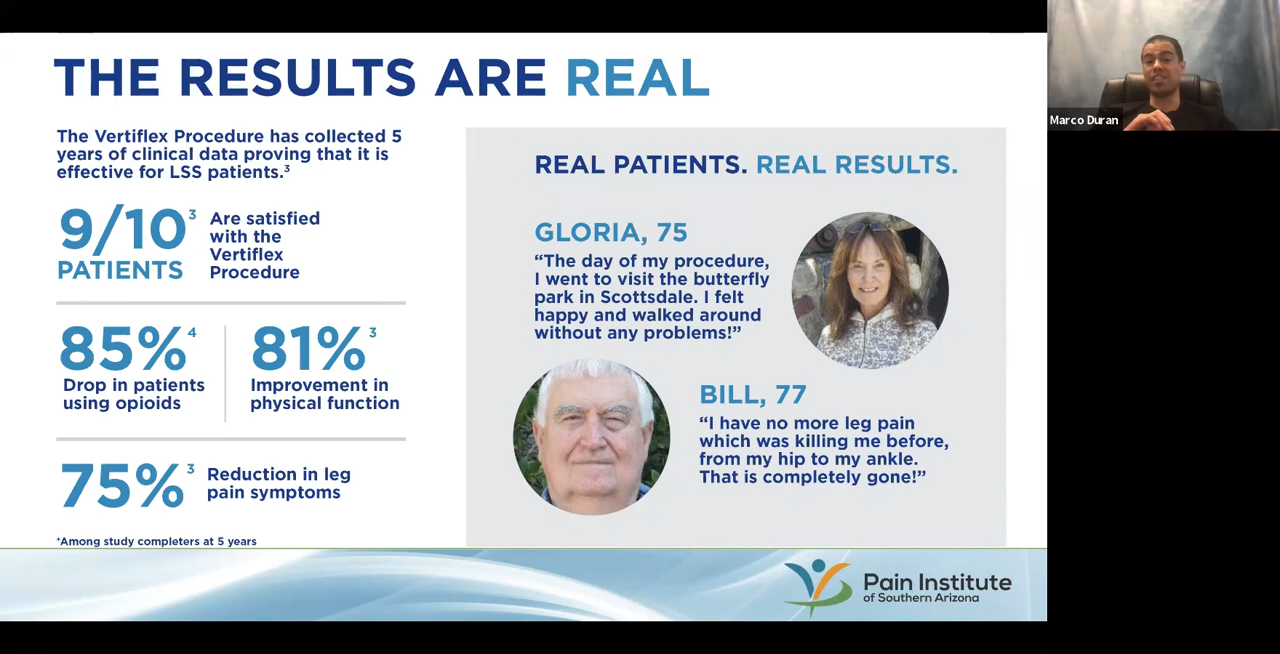 THE RESULTS ARE REAL
The Vertiflex Procedure has collected 5
years of clinical data proving that it is
effective for LSS patients.³
9/10³
PATIENTS
Are satisfied
with the
Vertiflex
Procedure
85%⁴
Drop in patients
using opioids
81%³
Improvement in
physical function
75%³
Reduction in leg
pain symptoms
*Among study completers at 5 years
REAL PATIENTS. REAL RESULTS.
GLORIA, 75
“The day of my procedure,
I went to visit the butterfly
park in Scottsdale. I felt
happy and walked around
without any problems!”
BILL, 77
“I have no more leg pain
which was killing me before,
from my hip to my ankle.
That is completely gone!”
Pain Institute
of Southern Arizona
Marco Duran